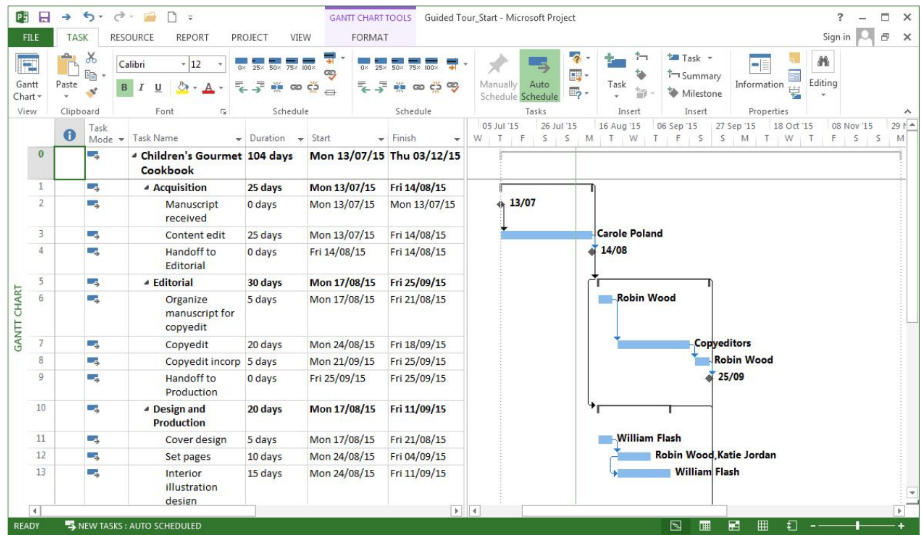 GANTT CHART TOOLS Guided Tour_Start - Microsoft Project
FILE TASK RESOURCE REPORT PROJECT VIEW FORMAT Sign in
Calibri 12
0× 25× 50× 75× 100×
0× 25× 50× 75× 100×
B I U A
Gantt Chart
Paste
Manually Schedule
Auto Schedule
Task
Task
Summary
Milestone
Information
Editing
View Clipboard Font Schedule Schedule Tasks Insert Insert Properties
Task Mode Task Name Duration Start Finish
05 Jul '15 26 Jul '15 16 Aug '15 06 Sep '15 27 Sep '15 18 Oct '15 08 Nov '15 29
W T F S S M T W T F S S M T W T F S S M
GANTT CHART
0 Children's Gourmet Cookbook 104 days Mon 13/07/15 Thu 03/12/15
1 Acquisition 25 days Mon 13/07/15 Fri 14/08/15
2 Manuscript received 0 days Mon 13/07/15 Mon 13/07/15
13/07
3 Content edit 25 days Mon 13/07/15 Fri 14/08/15
Carole Poland
4 Handoff to Editorial 0 days Fri 14/08/15 Fri 14/08/15
14/08
5 Editorial 30 days Mon 17/08/15 Fri 25/09/15
6 Organize manuscript for copyedit 5 days Mon 17/08/15 Fri 21/08/15
Robin Wood
7 Copyedit 20 days Mon 24/08/15 Fri 18/09/15
Copyeditors
8 Copyedit incorp 5 days Mon 21/09/15 Fri 25/09/15
Robin Wood
9 Handoff to Production 0 days Fri 25/09/15 Fri 25/09/15
25/09
10 Design and Production 20 days Mon 17/08/15 Fri 11/09/15
11 Cover design 5 days Mon 17/08/15 Fri 21/08/15
William Flash
12 Set pages 10 days Mon 24/08/15 Fri 04/09/15
Robin Wood,Katie Jordan
13 Interior illustration design 15 days Mon 24/08/15 Fri 11/09/15
William Flash
READY NEW TASKS : AUTO SCHEDULED